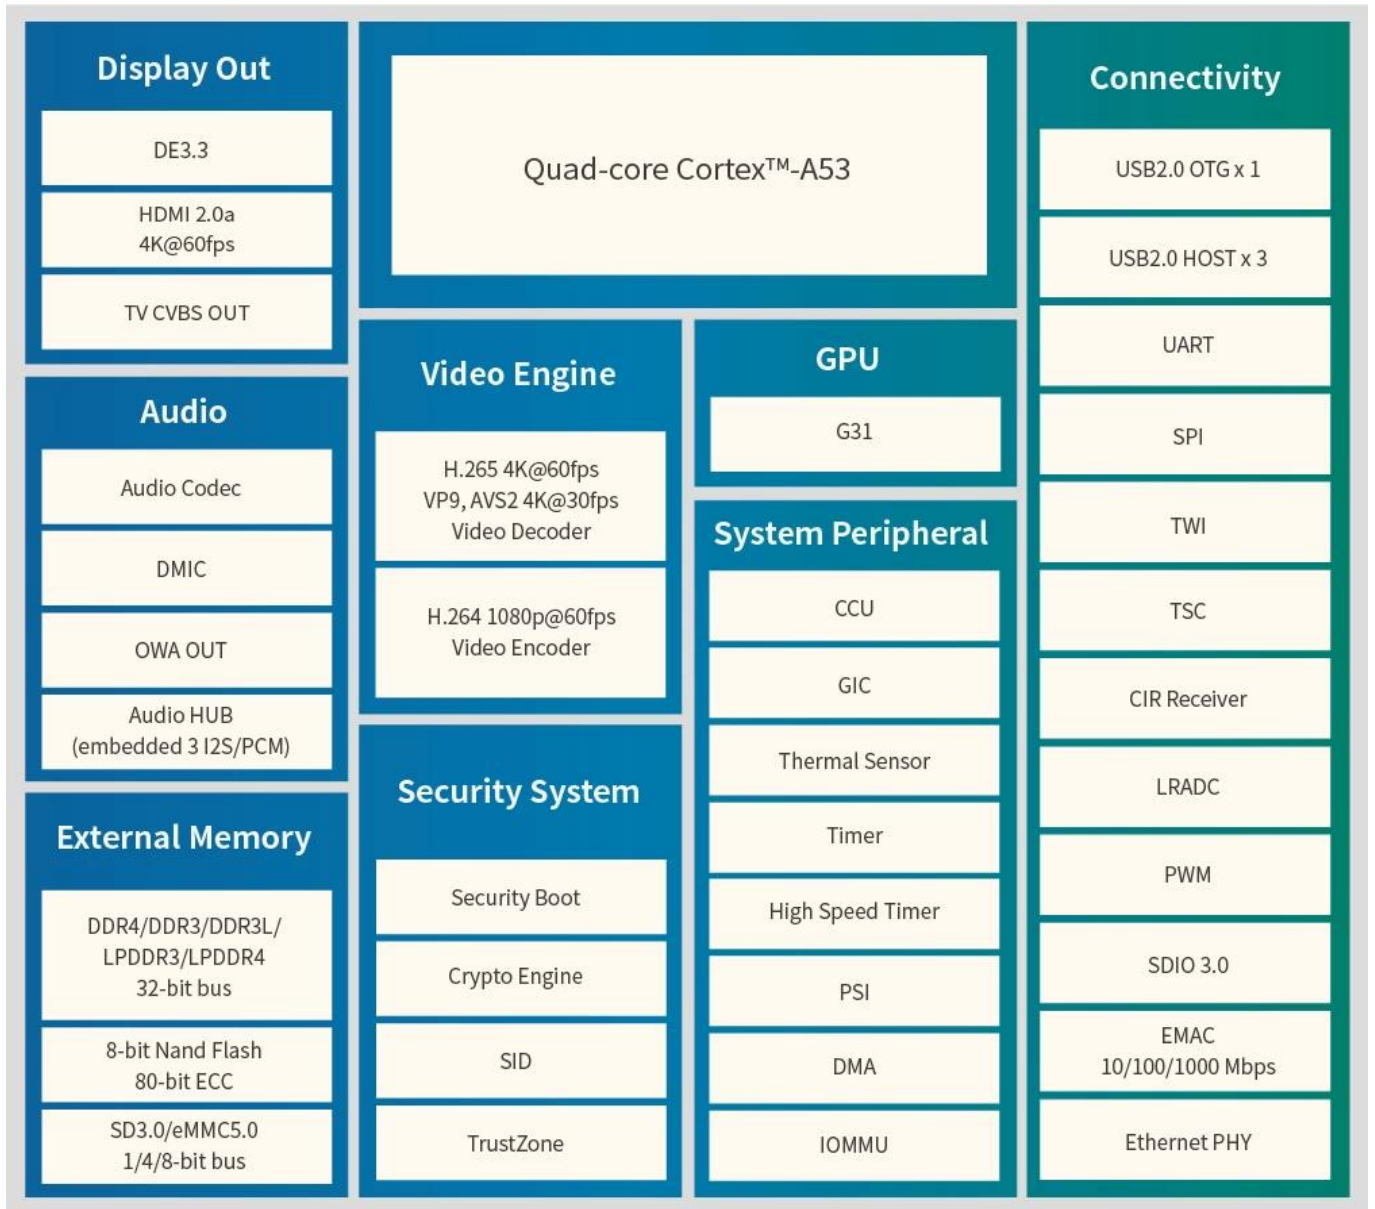 Display Out
DE3.3
HDMI 2.0a
4K@60fps
TV CVBS OUT
Audio
Audio Codec
DMIC
OWA OUT
Audio HUB
(embedded 3 I2S/PCM)
External Memory
DDR4/DDR3/DDR3L/
LPDDR3/LPDDR4
32-bit bus
8-bit Nand Flash
80-bit ECC
SD3.0/eMMC5.0
1/4/8-bit bus
Quad-core Cortex™-A53
Video Engine
H.265 4K@60fps
VP9, AVS2 4K@30fps
Video Decoder
H.264 1080p@60fps
Video Encoder
Security System
Security Boot
Crypto Engine
SID
TrustZone
GPU
G31
System Peripheral
CCU
GIC
Thermal Sensor
Timer
High Speed Timer
PSI
DMA
IOMMU
Connectivity
USB2.0 OTG x 1
USB2.0 HOST x 3
UART
SPI
TWI
TSC
CIR Receiver
LRADC
PWM
SDIO 3.0
EMAC
10/100/1000 Mbps
Ethernet PHY